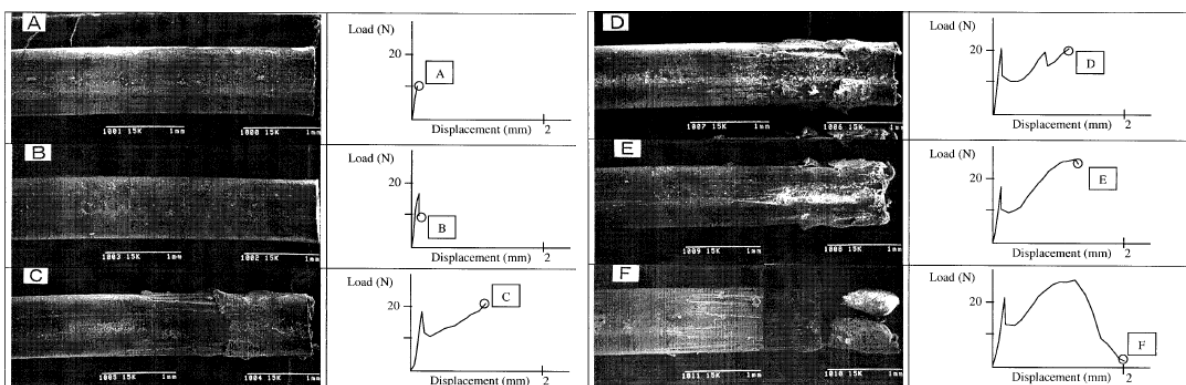 A
Load (N)
20
A
1001 15K 1mm 1000 15K 1mm
Displacement (mm) 2
B
Load (N)
20
B
1003 15K 1mm 1002 15K 1mm
Displacement (mm) 2
C
Load (N)
20
C
1005 15K 1mm 1004 15K 1mm
Displacement (mm) 2
D
Load (N)
20
D
1007 15K 1mm 1006 15K 1mm
Displacement (mm) 2
E
Load (N)
20
E
1009 15K 1mm 1008 15K 1mm
Displacement (mm) 2
F
Load (N)
20
F
1011 15K 1mm 1010 15K 1mm
Displacement (mm) 2